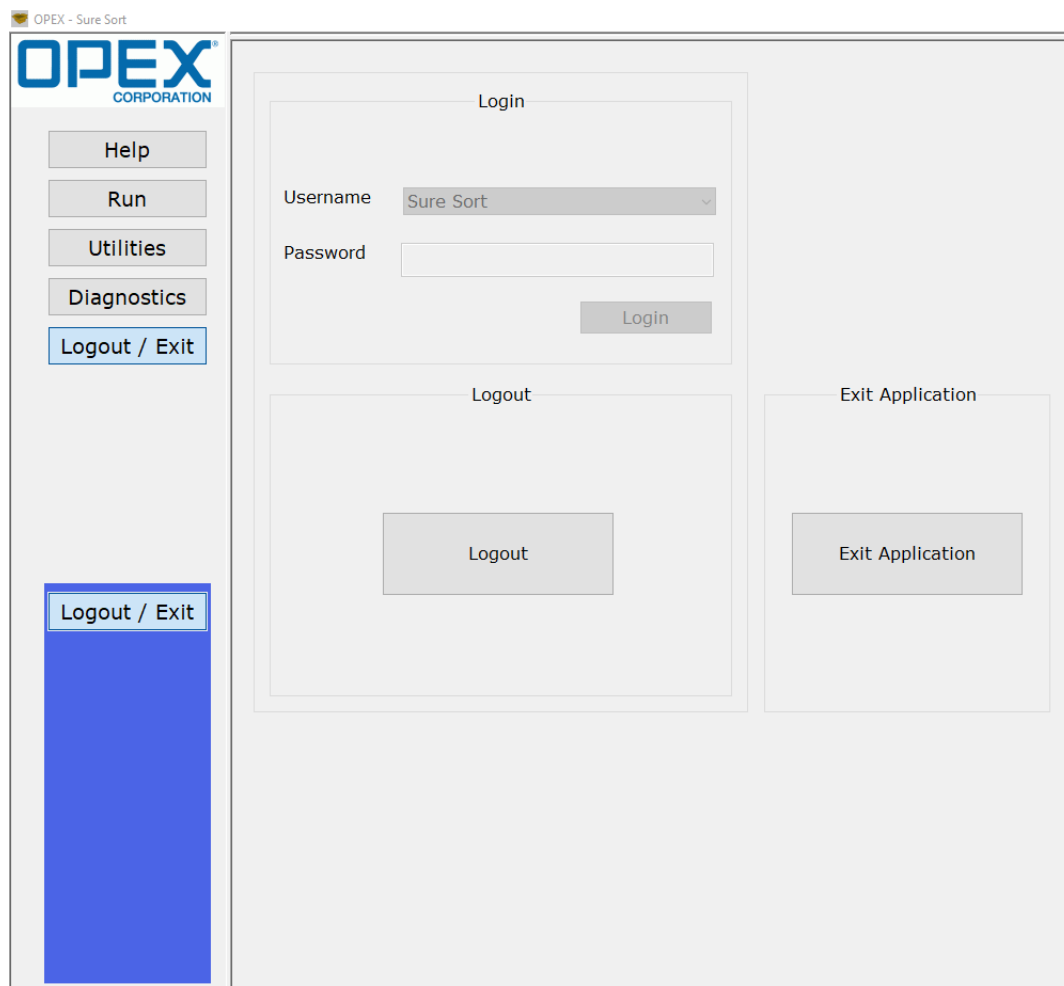 OPEX - Sure Sort
OPEX®
CORPORATION
Help
Run
Utilities
Diagnostics
Logout / Exit
Logout / Exit
Login
Username
Sure Sort
Password
Login
Logout
Logout
Exit Application
Exit Application